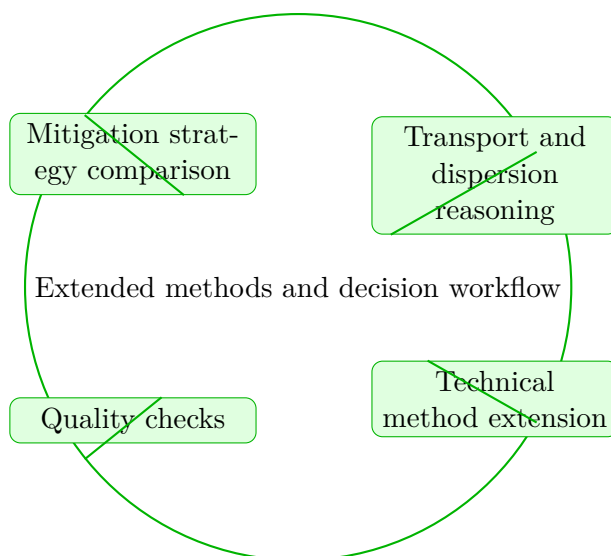 Mitigation strat-
egy comparison
Transport and
dispersion
reasoning
Extended methods and decision workflow
Quality checks
Technical
method extension